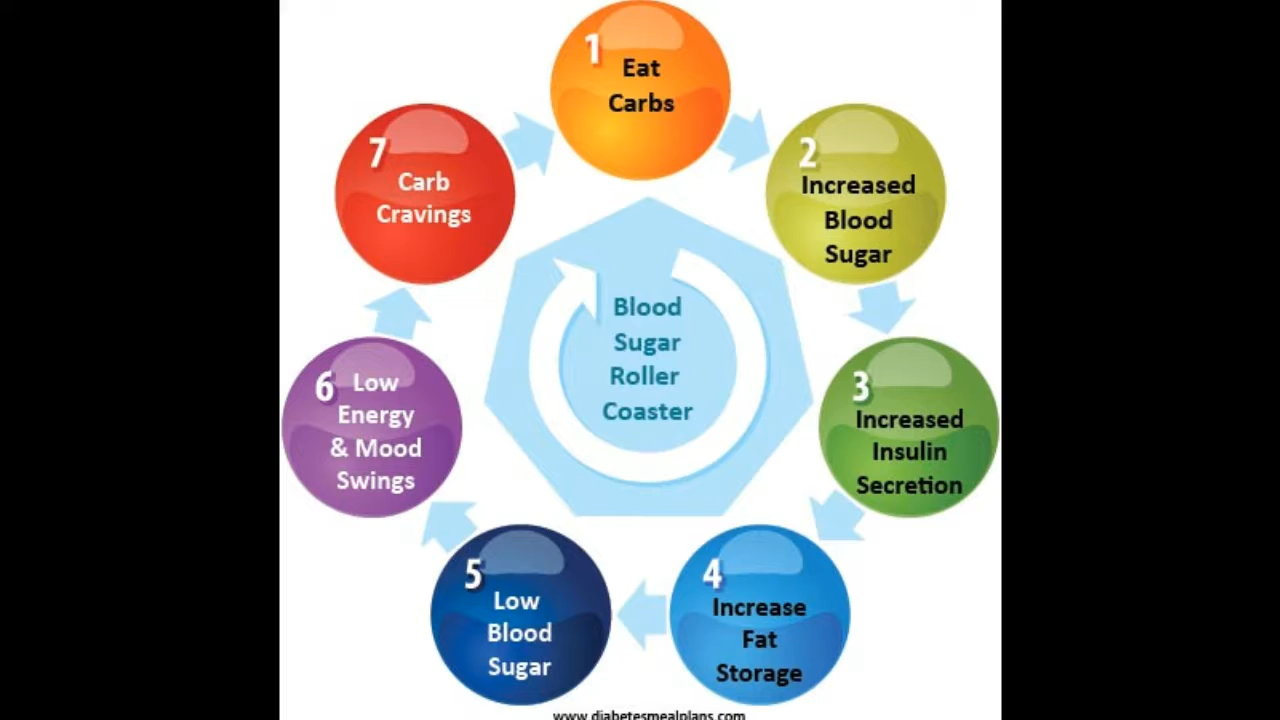 1
Eat
Carbs
2
Increased
Blood
Sugar
3
Increased
Insulin
Secretion
4
Increase
Fat
Storage
5
Low
Blood
Sugar
6
Low
Energy
& Mood
Swings
7
Carb
Cravings
Blood
Sugar
Roller
Coaster
www.diabetesmealplans.com